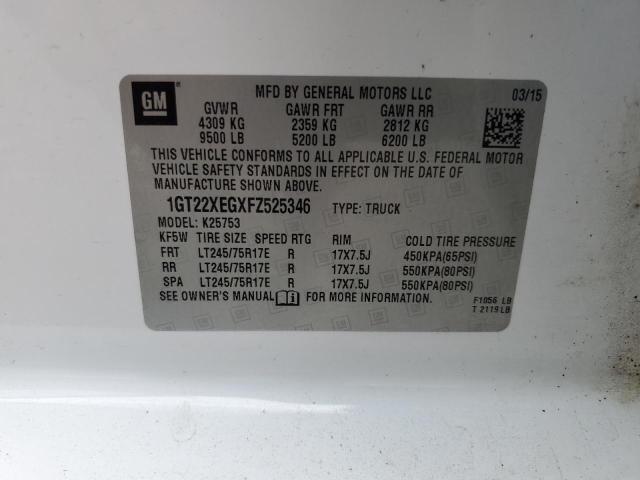 GM
MFD BY GENERAL MOTORS LLC 03/15
GVWR GAWR FRT GAWR RR
4309 KG 2359 KG 2812 KG
9500 LB 5200 LB 6200 LB
THIS VEHICLE CONFORMS TO ALL APPLICABLE U.S. FEDERAL MOTOR
VEHICLE SAFETY STANDARDS IN EFFECT ON THE DATE OF
MANUFACTURE SHOWN ABOVE.
1GT22XEGXFZ525346 TYPE: TRUCK
MODEL: K25753
KF5W TIRE SIZE SPEED RTG RIM COLD TIRE PRESSURE
FRT LT245/75R17E R 17X7.5J 450KPA(65PSI)
RR LT245/75R17E R 17X7.5J 550KPA(80PSI)
SPA LT245/75R17E R 17X7.5J 550KPA(80PSI)
SEE OWNER'S MANUAL FOR MORE INFORMATION.
F1056 LB
T 2119 LB